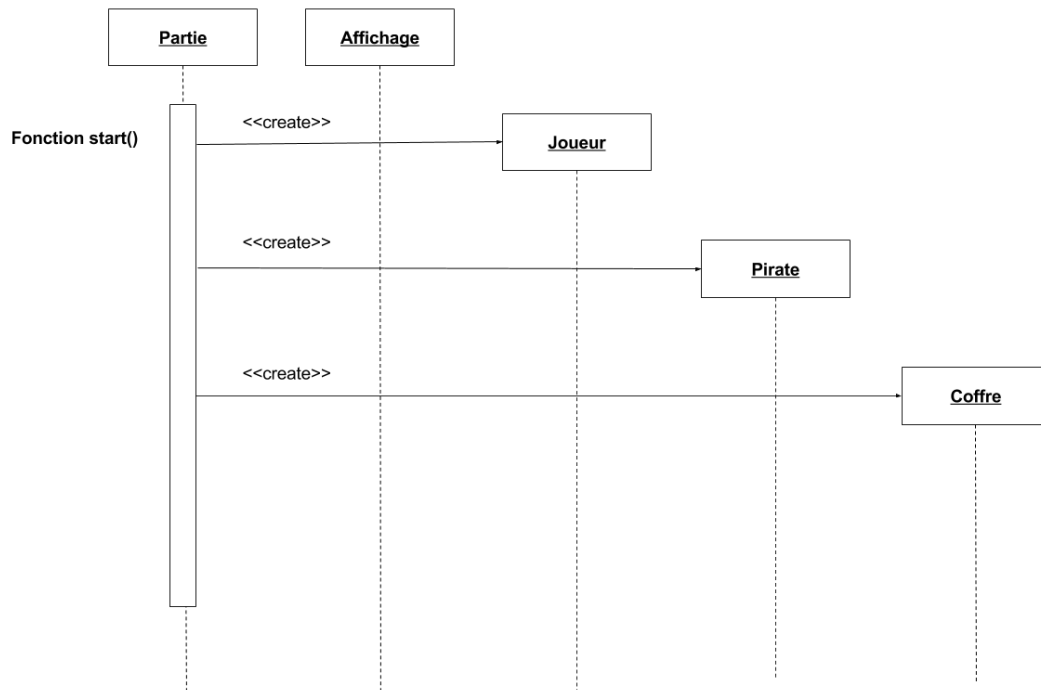 Partie
Affichage
Fonction start()
<<create>>
Joueur
<<create>>
Pirate
<<create>>
Coffre